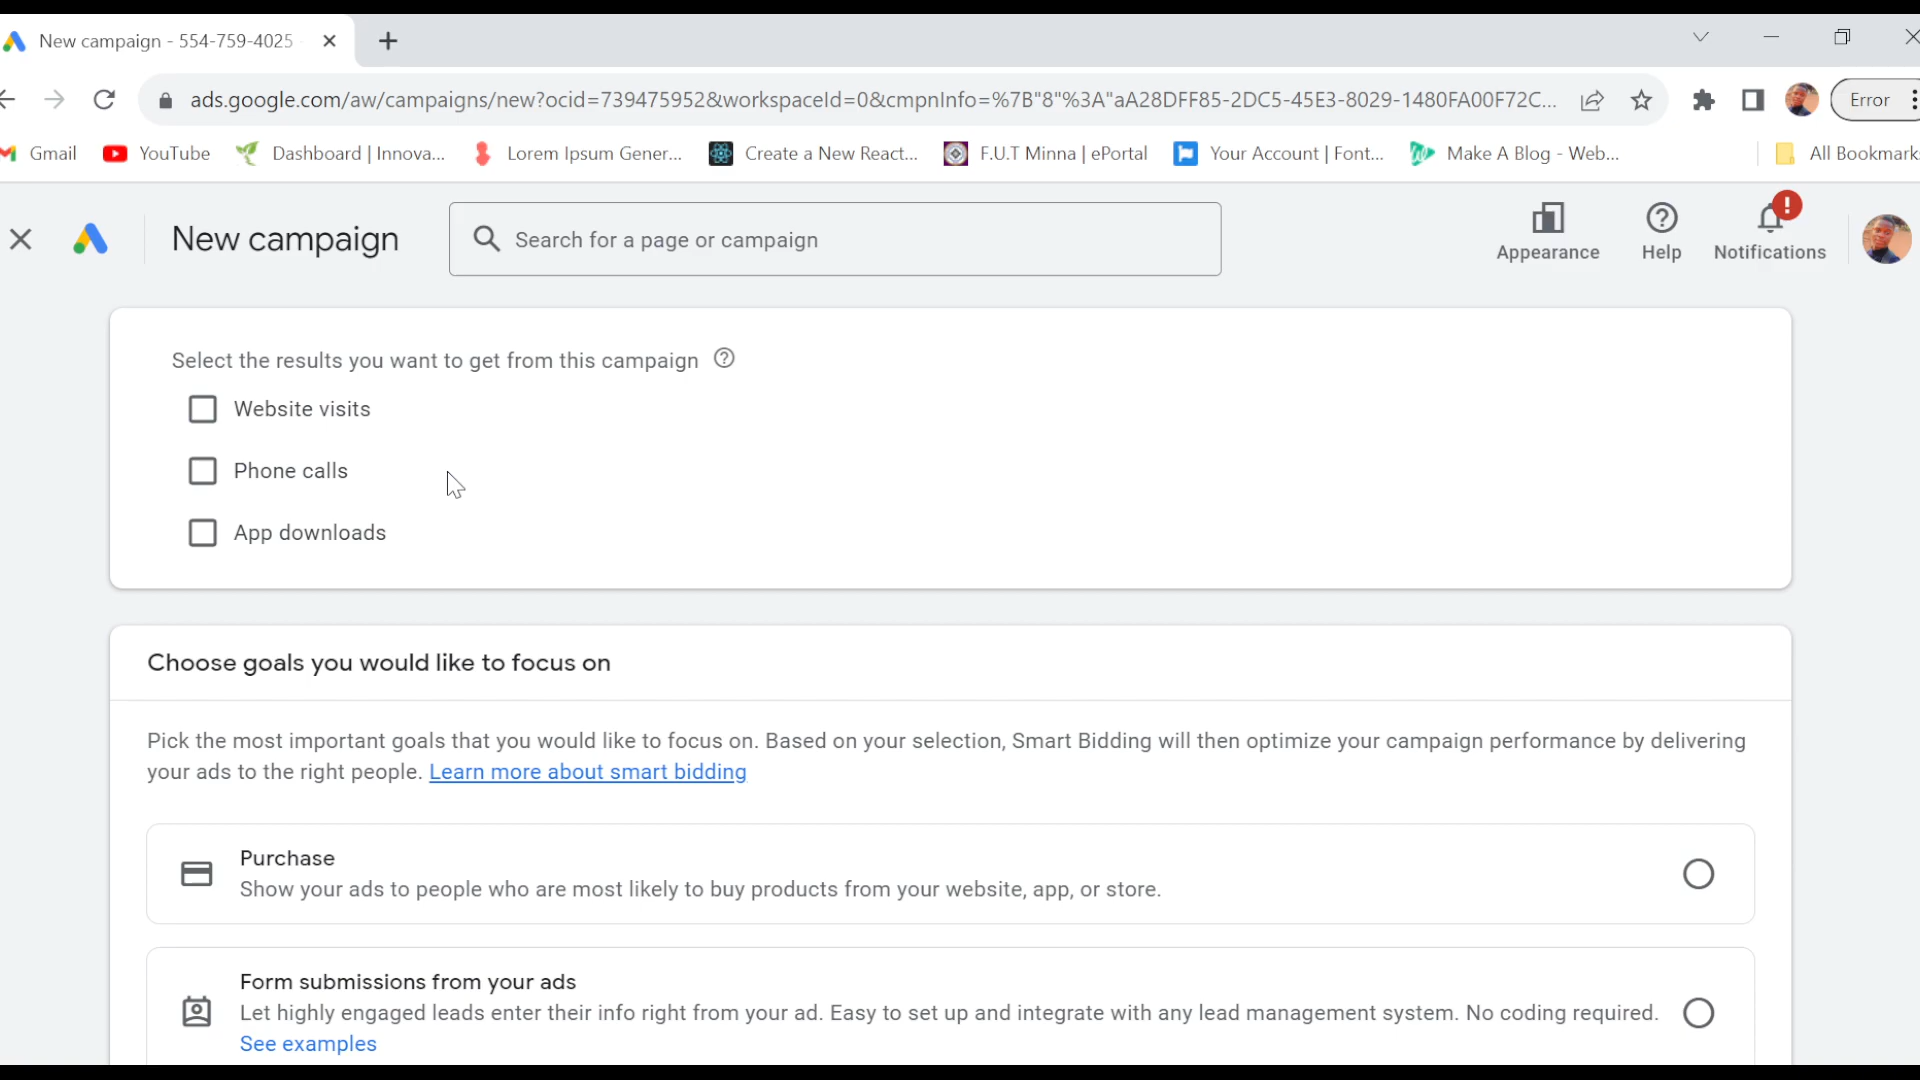 New campaign - 554-759-4025
ads.google.com/aw/campaigns/new?ocid=739475952&workspaceId=0&cmpnInfo=%7B"8"%3A"aA28DFF85-2DC5-45E3-8029-1480FA00F72C...
Error
Gmail
YouTube
Dashboard | Innova...
Lorem Ipsum Gener...
Create a New React...
F.U.T Minna | ePortal
Your Account | Font...
Make A Blog - Web...
All Bookmark
New campaign
Search for a page or campaign
Appearance
Help
Notifications
Select the results you want to get from this campaign
Website visits
Phone calls
App downloads
Choose goals you would like to focus on
Pick the most important goals that you would like to focus on. Based on your selection, Smart Bidding will then optimize your campaign performance by delivering
your ads to the right people. Learn more about smart bidding
Purchase
Show your ads to people who are most likely to buy products from your website, app, or store.
Form submissions from your ads
Let highly engaged leads enter their info right from your ad. Easy to set up and integrate with any lead management system. No coding required.
See examples